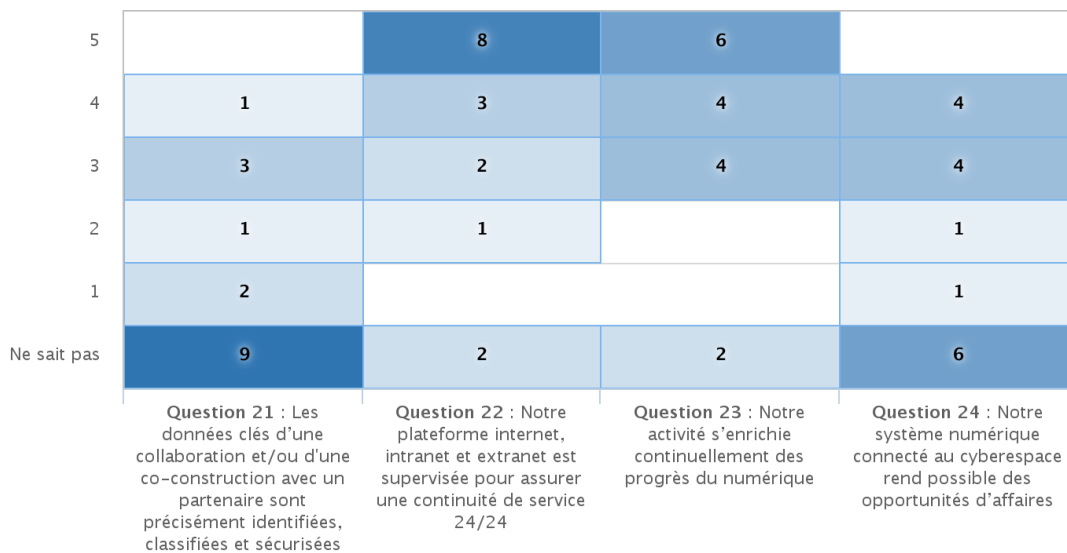 5
8
6
4
1
3
4
4
3
3
2
4
4
2
1
1
1
1
2
1
Ne sait pas
9
2
2
6
Question 21 : Les
données clés d’une
collaboration et/ou d'une
co-construction avec un
partenaire sont
précisément identifiées,
classifiées et sécurisées
Question 22 : Notre
plateforme internet,
intranet et extranet est
supervisée pour assurer
une continuité de service
24/24
Question 23 : Notre
activité s’enrichie
continuellement des
progrès du numérique
Question 24 : Notre
système numérique
connecté au cyberespace
rend possible des
opportunités d’affaires